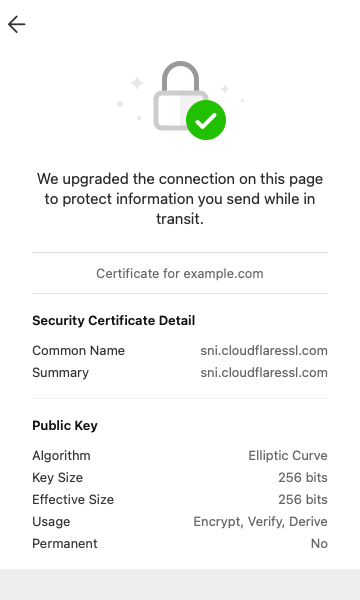 We upgraded the connection on this page
to protect information you send while in
transit.
Certificate for example.com
Security Certificate Detail
Common Name sni.cloudflaressl.com
Summary sni.cloudflaressl.com
Public Key
Algorithm Elliptic Curve
Key Size 256 bits
Effective Size 256 bits
Usage Encrypt, Verify, Derive
Permanent No